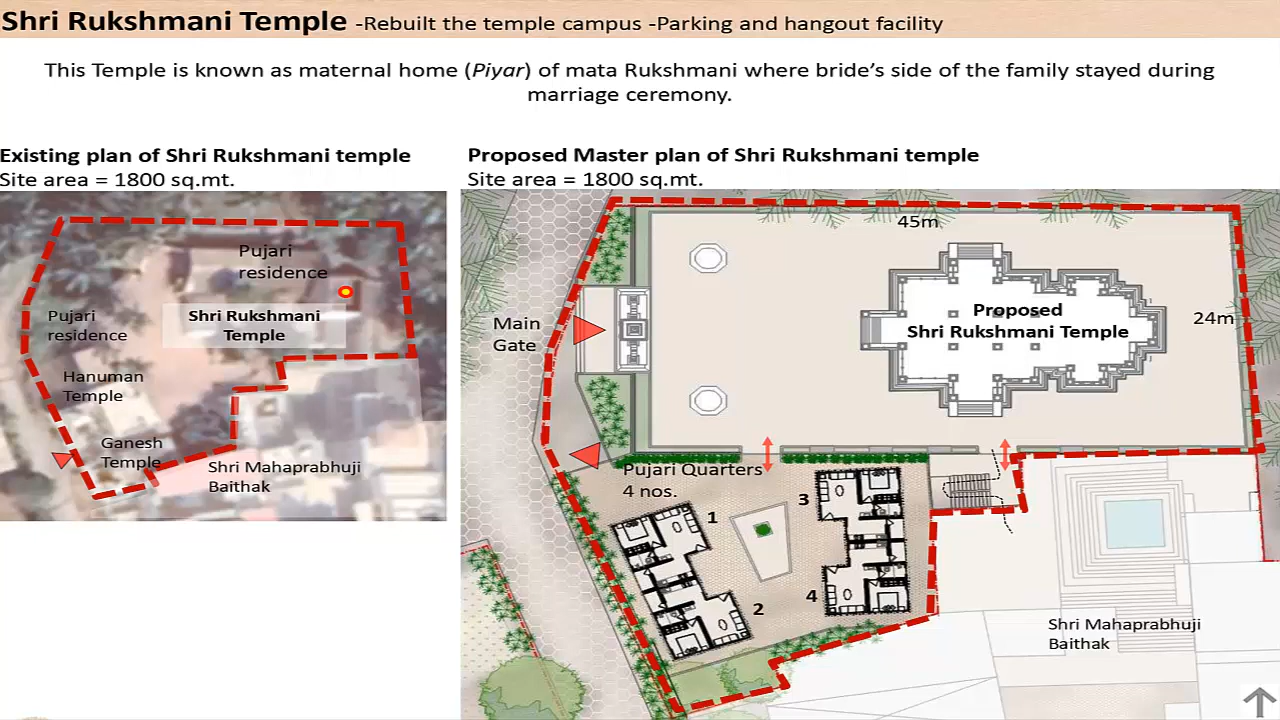 Shri Rukshmani Temple -Rebuilt the temple campus -Parking and hangout facility
This Temple is known as maternal home (Piyar) of mata Rukshmani where bride’s side of the family stayed during
marriage ceremony.
Existing plan of Shri Rukshmani temple
Site area = 1800 sq.mt.
Pujari
residence
Pujari
residence
Shri Rukshmani
Temple
Hanuman
Temple
Ganesh
Temple
Shri Mahaprabhuji
Baithak
Proposed Master plan of Shri Rukshmani temple
Site area = 1800 sq.mt.
45m
24m
Main
Gate
Proposed
Shri Rukshmani Temple
Pujari Quarters
4 nos.
1
2
3
4
Shri Mahaprabhuji
Baithak